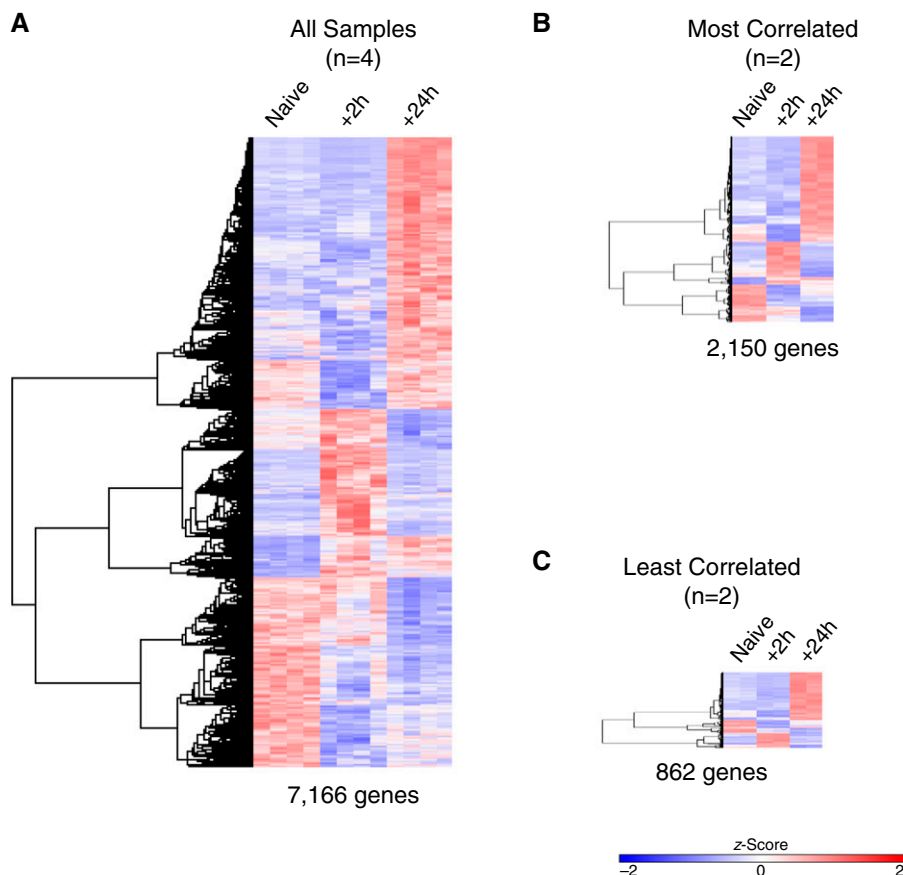 A
All Samples
(n=4)
Naive
+2h
+24h
7,166 genes
B
Most Correlated
(n=2)
Naive
+2h
+24h
2,150 genes
C
Least Correlated
(n=2)
Naive
+2h
+24h
862 genes
z-Score
−2
0
2